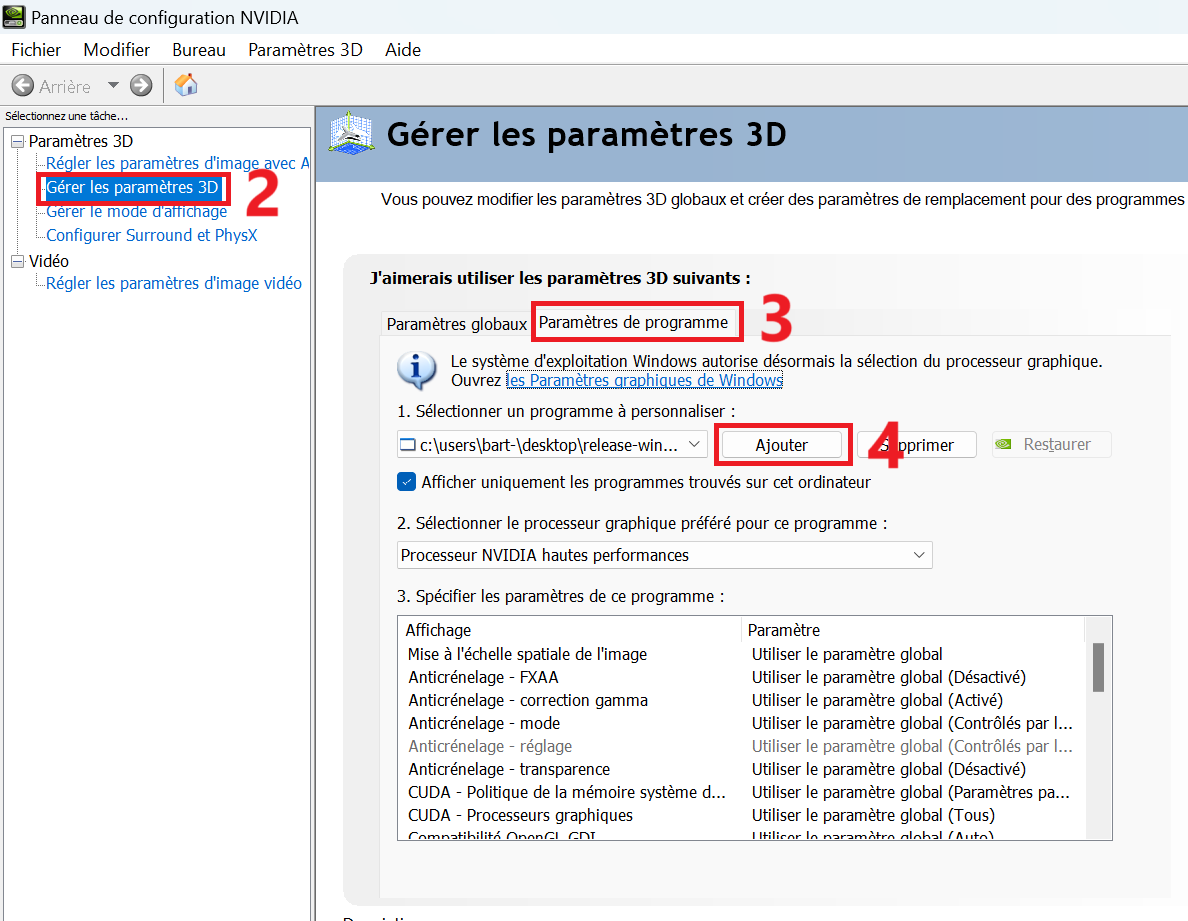 Panneau de configuration NVIDIA
Fichier Modifier Bureau Paramètres 3D Aide
Arrière
Sélectionnez une tâche...
Paramètres 3D
Régler les paramètres d'image avec A
Gérer les paramètres 3D
2
Gérer le mode d'affichage
Configurer Surround et PhysX
Vidéo
Régler les paramètres d'image vidéo
Gérer les paramètres 3D
Vous pouvez modifier les paramètres 3D globaux et créer des paramètres de remplacement pour des programmes
J'aimerais utiliser les paramètres 3D suivants :
Paramètres globaux Paramètres de programme
3
Le système d'exploitation Windows autorise désormais la sélection du processeur graphique.
Ouvrez les Paramètres graphiques de Windows
1. Sélectionner un programme à personnaliser :
c:\users\bart-\desktop\release-win... Ajouter 4 Supprimer Restaurer
Afficher uniquement les programmes trouvés sur cet ordinateur
2. Sélectionner le processeur graphique préféré pour ce programme :
Processeur NVIDIA hautes performances
3. Spécifier les paramètres de ce programme :
Affichage Paramètre
Mise à l'échelle spatiale de l'image Utiliser le paramètre global
Anticrénelage - FXAA Utiliser le paramètre global (Désactivé)
Anticrénelage - correction gamma Utiliser le paramètre global (Activé)
Anticrénelage - mode Utiliser le paramètre global (Contrôlés par l...
Anticrénelage - réglage Utiliser le paramètre global (Contrôlés par l...
Anticrénelage - transparence Utiliser le paramètre global (Désactivé)
CUDA - Politique de la mémoire système d... Utiliser le paramètre global (Paramètres pa...
CUDA - Processeurs graphiques Utiliser le paramètre global (Tous)
Compatibilité OpenGL GDI Utiliser le paramètre global (Auto)